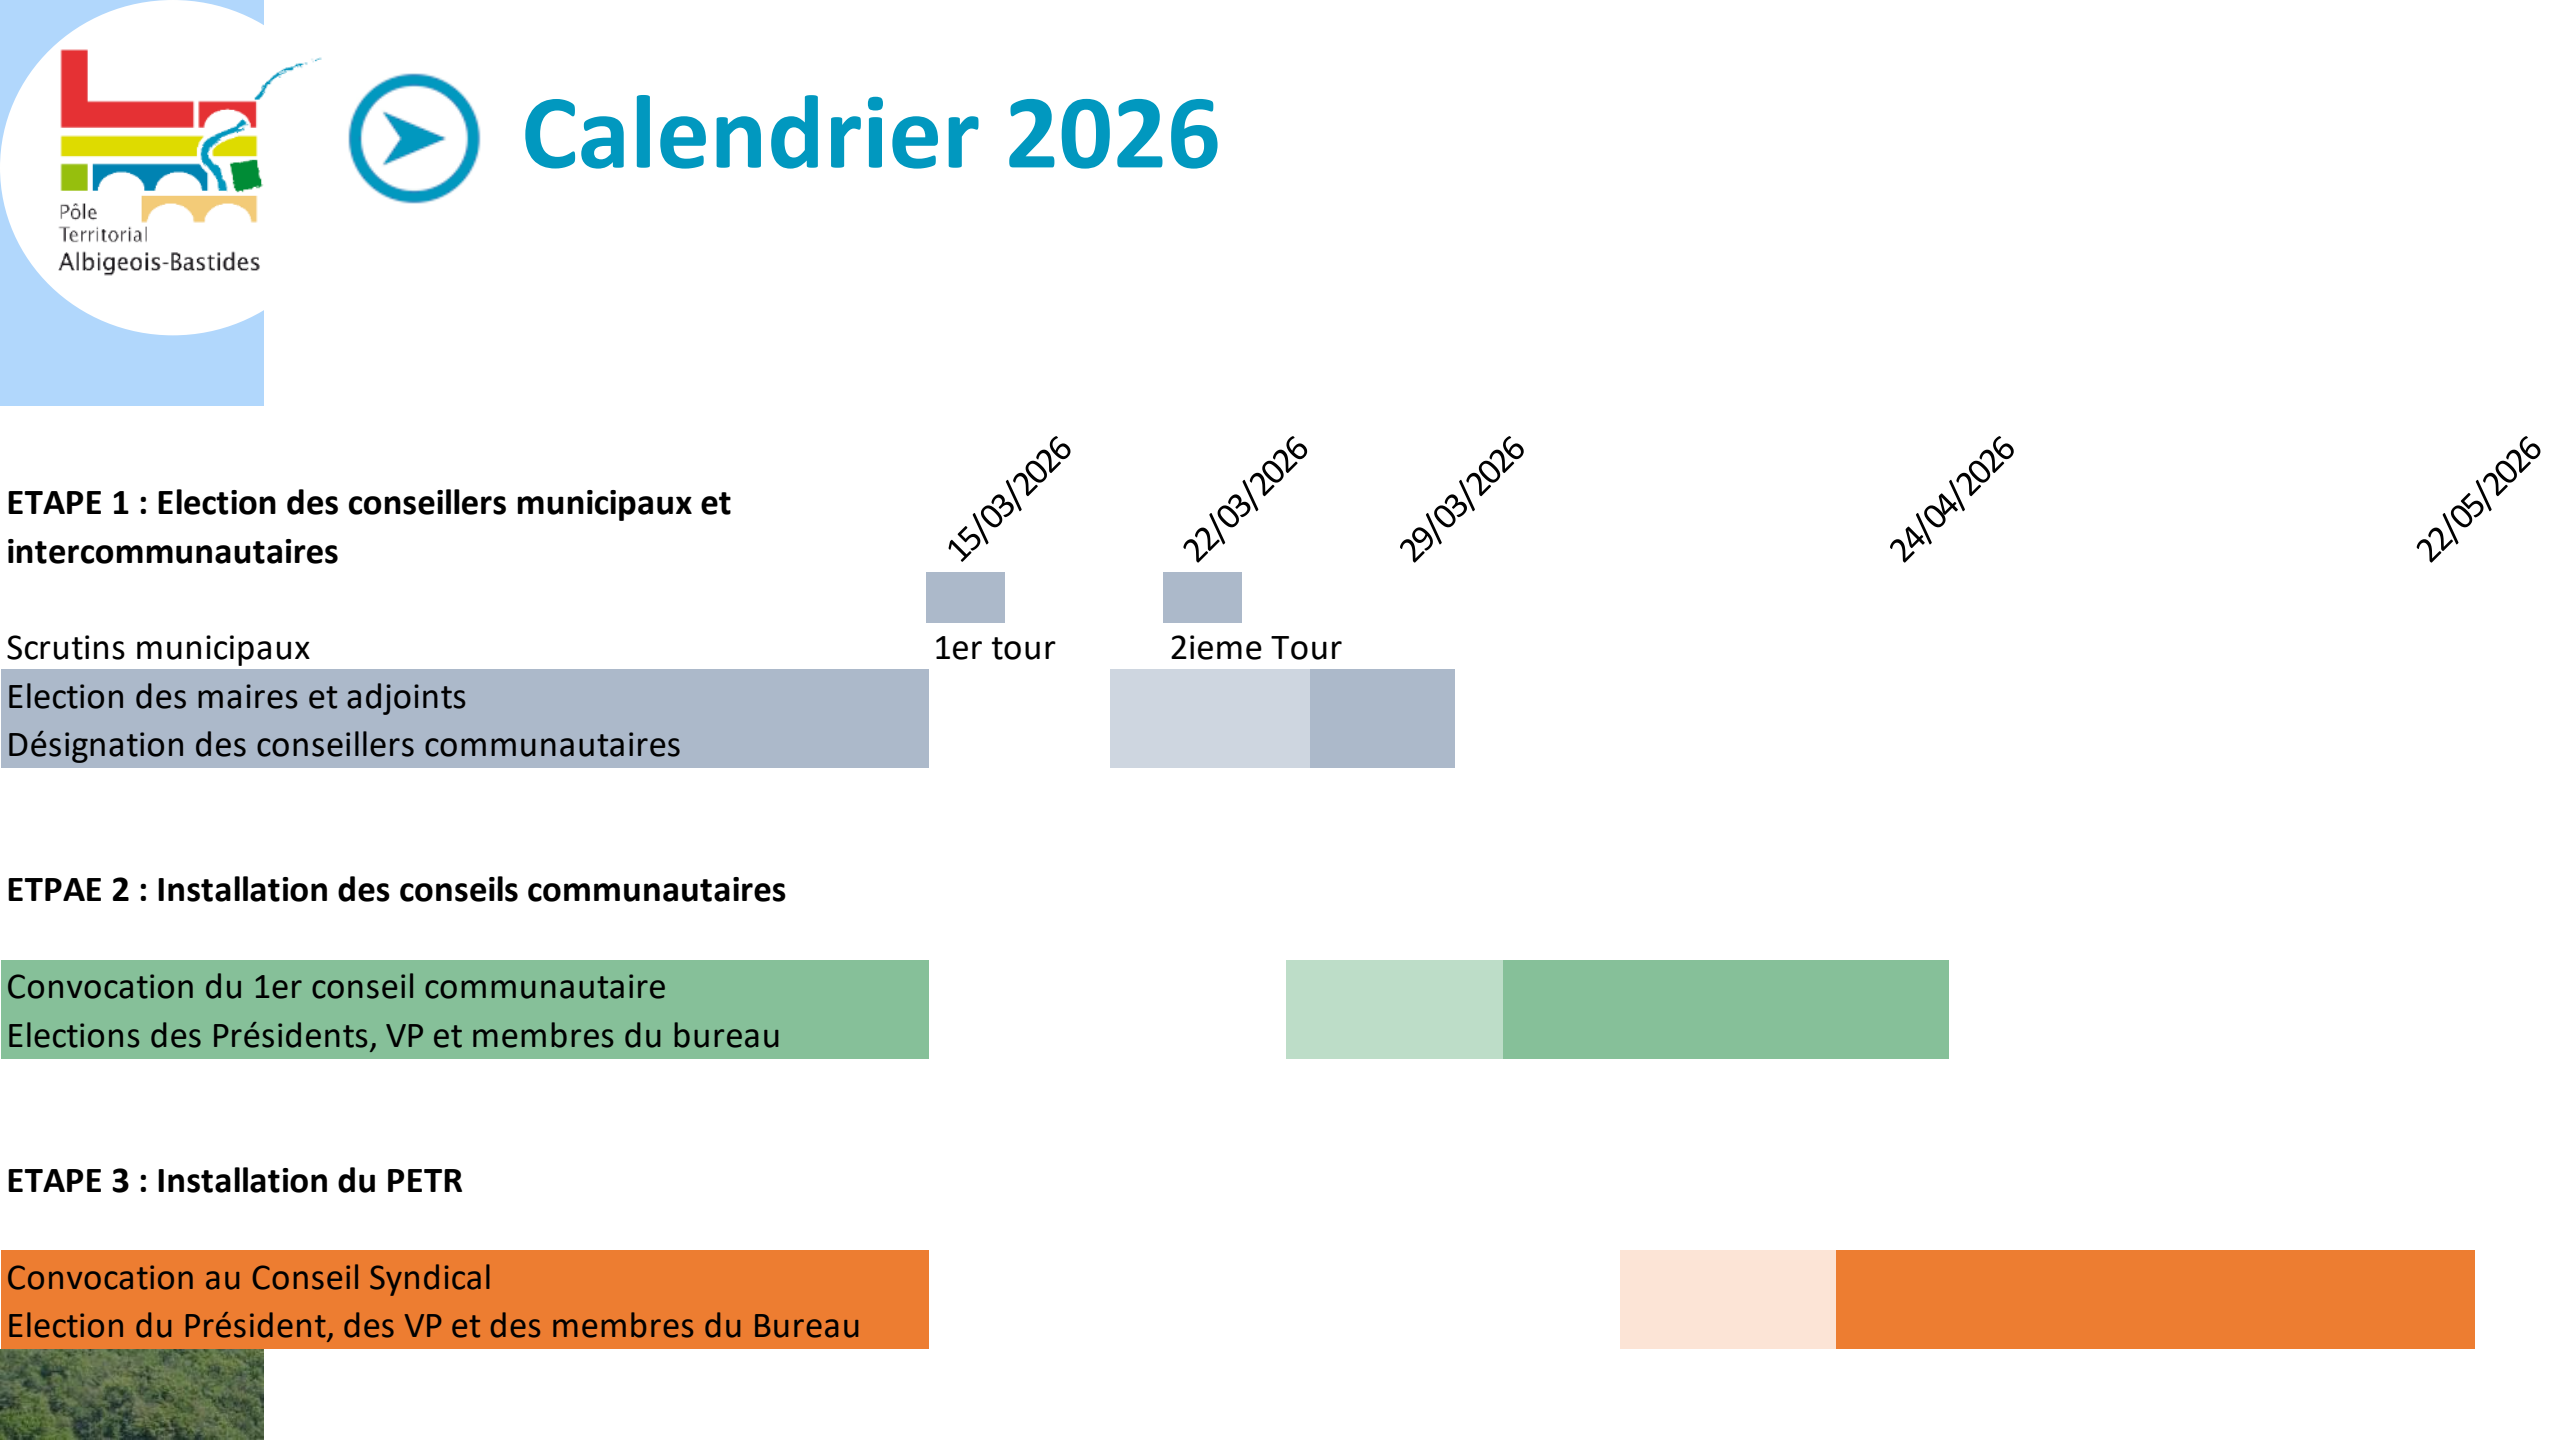 Pôle
Territorial
Albigeois-Bastides
Calendrier 2026
15/03/2026
22/03/2026
29/03/2026
24/04/2026
22/05/2026
ETAPE 1 : Election des conseillers municipaux et
intercommunautaires
Scrutins municipaux
1er tour
2ieme Tour
Election des maires et adjoints
Désignation des conseillers communautaires
ETPAE 2 : Installation des conseils communautaires
Convocation du 1er conseil communautaire
Elections des Présidents, VP et membres du bureau
ETAPE 3 : Installation du PETR
Convocation au Conseil Syndical
Election du Président, des VP et des membres du Bureau